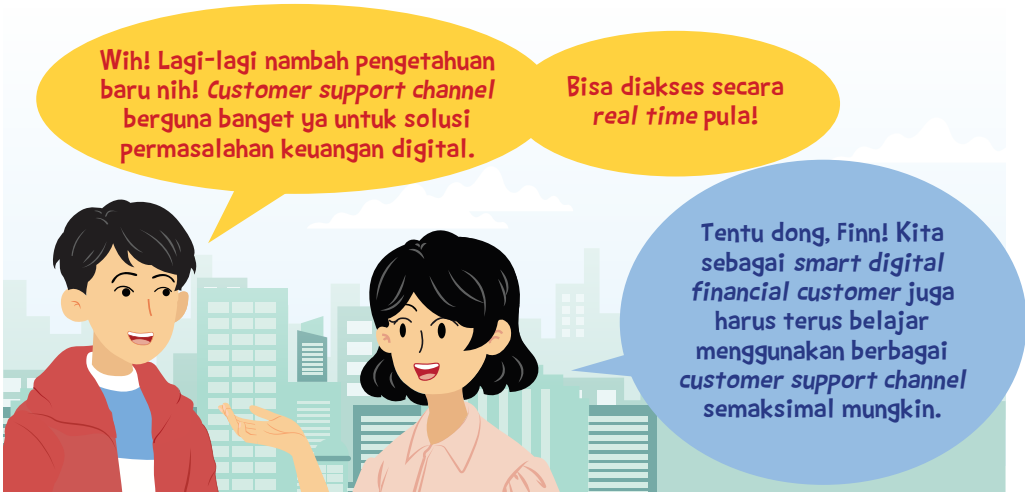 Wih! Lagi-lagi nambah pengetahuan
baru nih! Customer support channel
berguna banget ya untuk solusi
permasalahan keuangan digital.
Bisa diakses secara
real time pula!
Tentu dong, Finn! Kita
sebagai smart digital
financial customer juga
harus terus belajar
menggunakan berbagai
customer support channel
semaksimal mungkin.